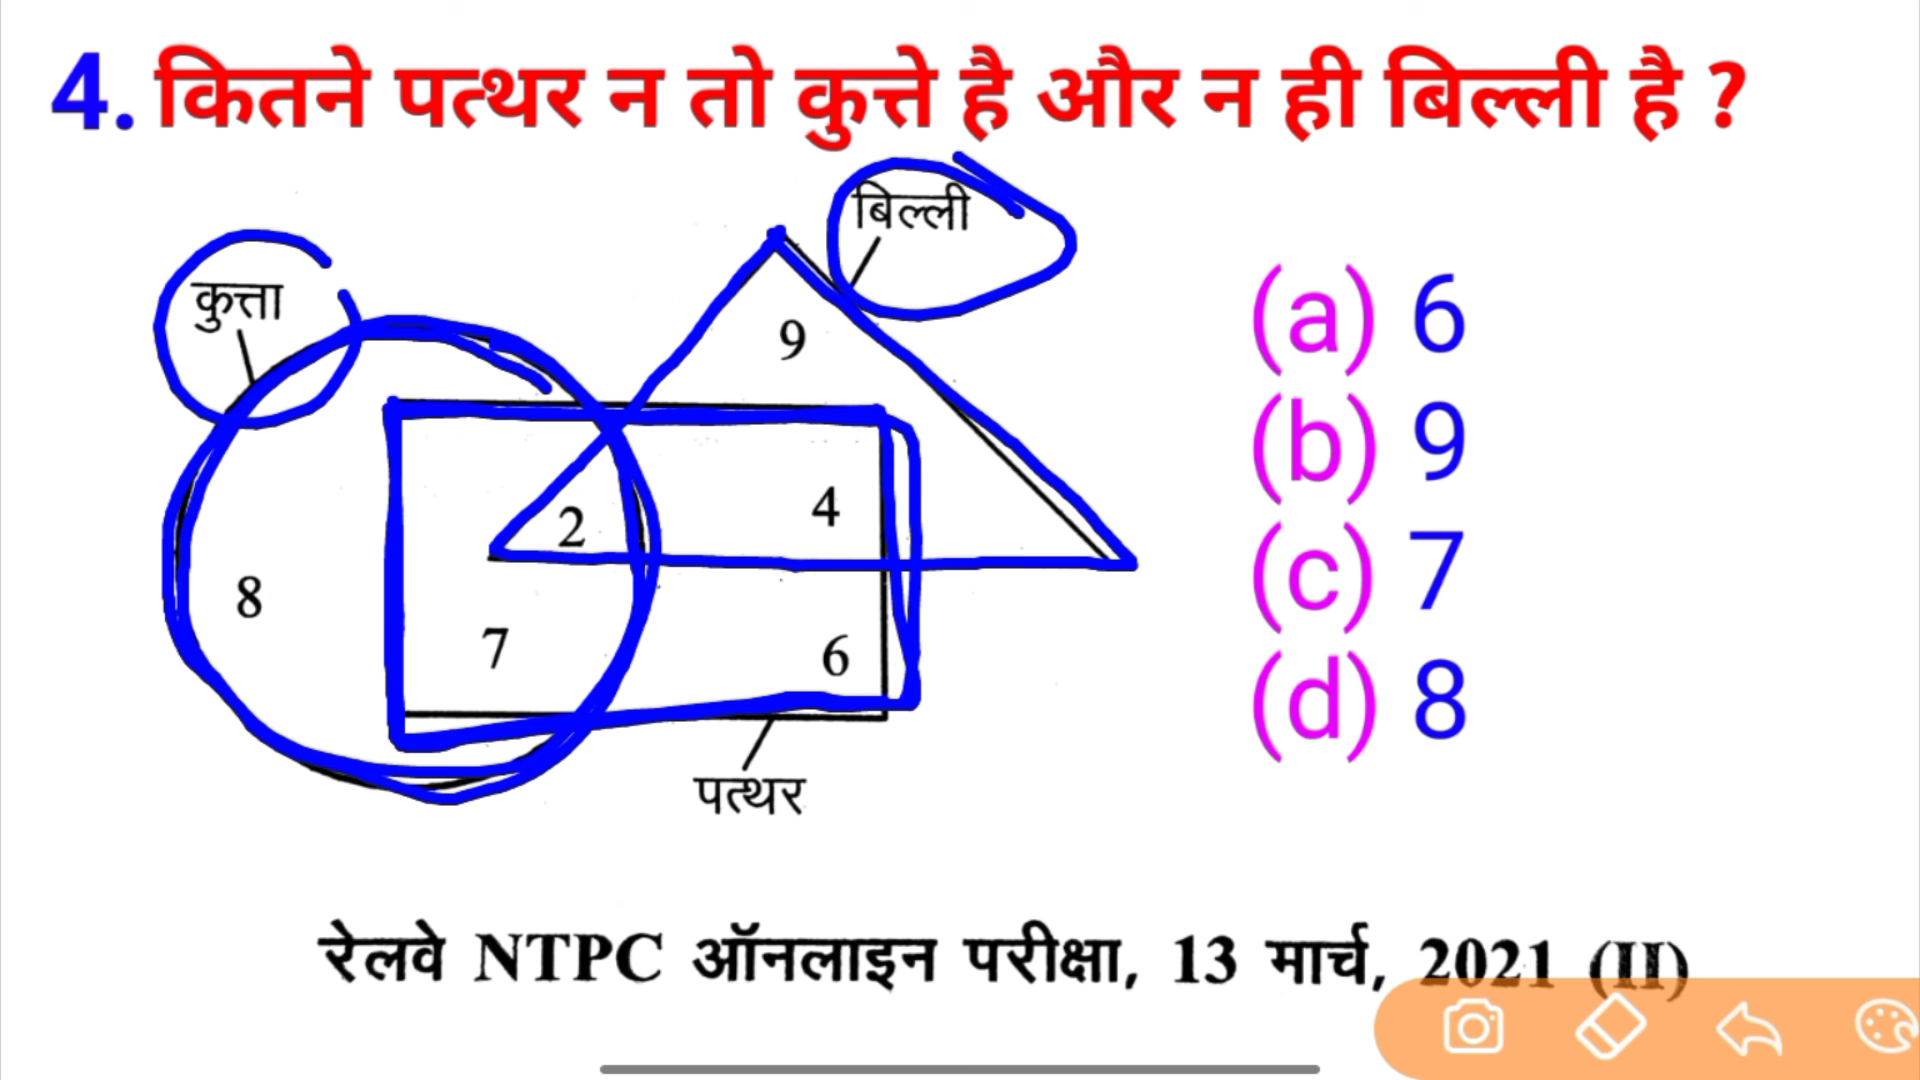 4. कितने पत्थर न तो कुत्ते है और न ही बिल्ली है ?
बिल्ली
कुत्ता
9
(a) 6
(b) 9
2
4
(c) 7
8
7
6
(d) 8
पत्थर
रेलवे NTPC ऑनलाइन परीक्षा, 13 मार्च, 2021 (II)